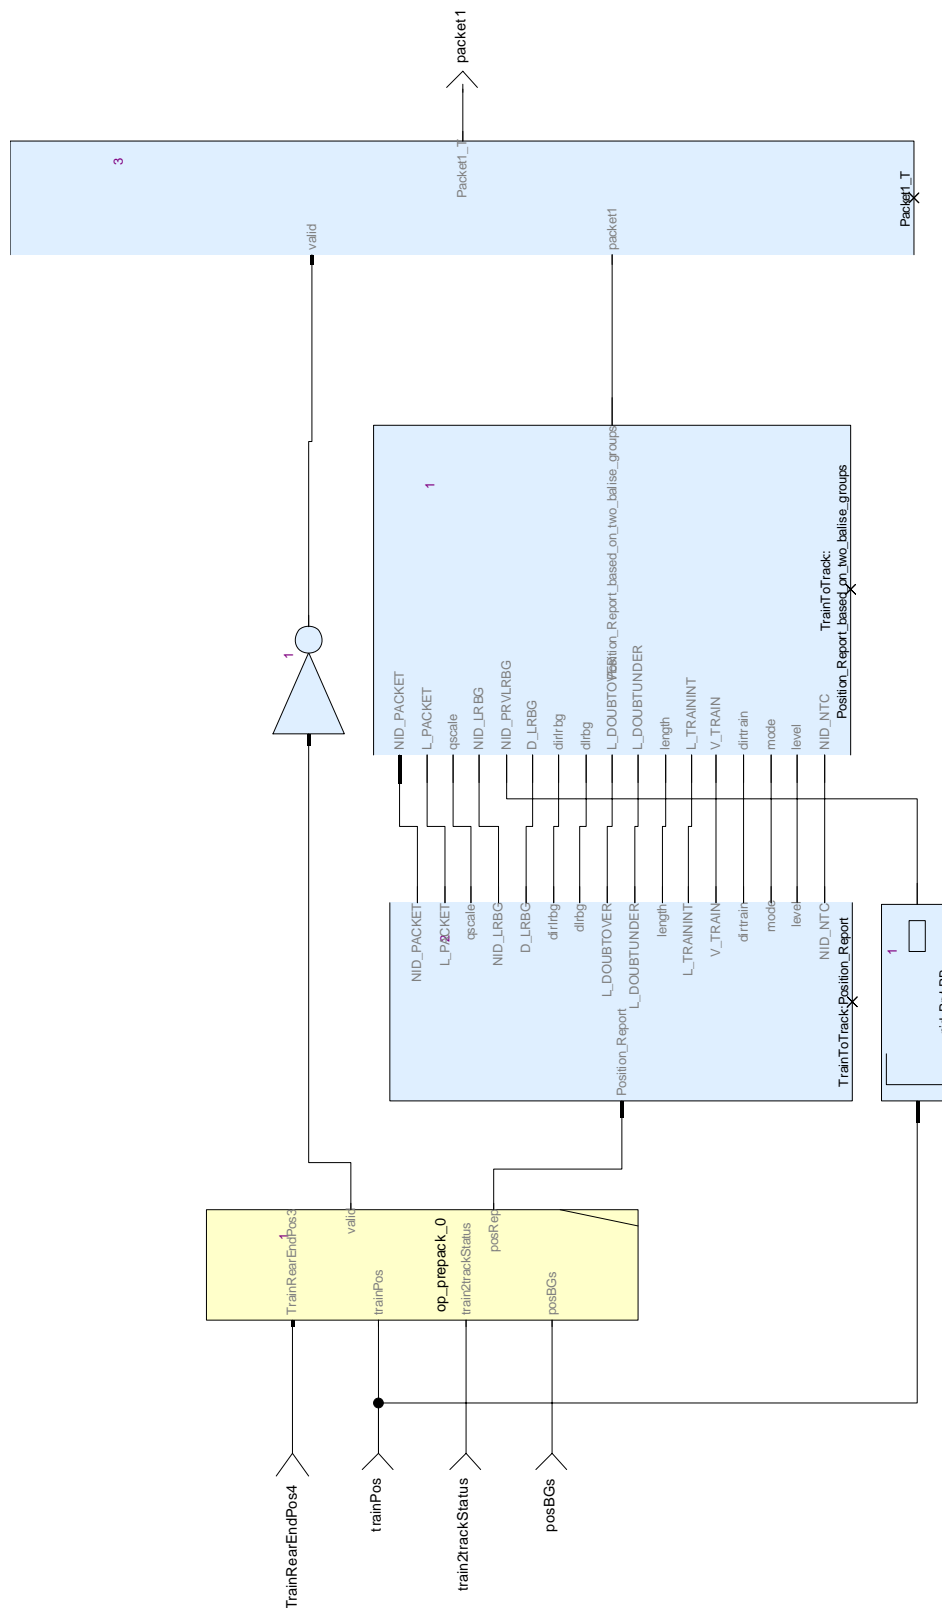 TrainRearEndPos4
trainPos
train2trackStatus
posBGs
TrainRearEndPos3
1
valid
trainPos
op_prepack_0
train2trackStatus
posRep
posBGs
1
Position_Report
NID_PACKET
L_PACKET
2
qscale
NID_LRBG
D_LRBG
dirlrbg
dlrbg
L_DOUBTOVER
L_DOUBTUNDER
length
L_TRAININT
V_TRAIN
dirtrain
mode
level
NID_NTC
TrainToTrack::Position_Report
1
NID_PACKET
L_PACKET
qscale
NID_LRBG
NID_PRVLRBG
D_LRBG
dirlrbg
dlrbg
L_DOUBTOVER
L_DOUBTUNDER
length
L_TRAININT
V_TRAIN
dirtrain
mode
level
NID_NTC
1
Position_Report_based_on_two_balise_groups
TrainToTrack::
Position_Report_based_on_two_balise_groups
valid
packet1
3
Packet1_T
Packet1_T
packet1